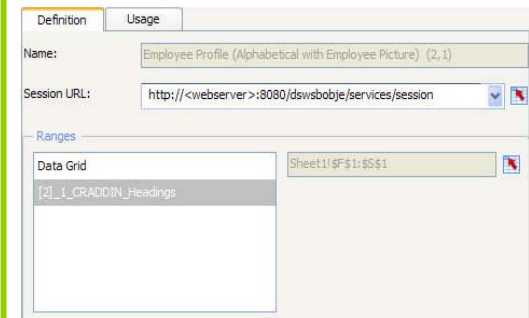 Definition Usage
Name: Employee Profile (Alphabetical with Employee Picture) (2,1)
Session URL: http://<webserver>:8080/dswsbobje/services/session
Ranges
Data Grid Sheet1!$F$1:$S$1
[2]_1_CRADDIN_Headings